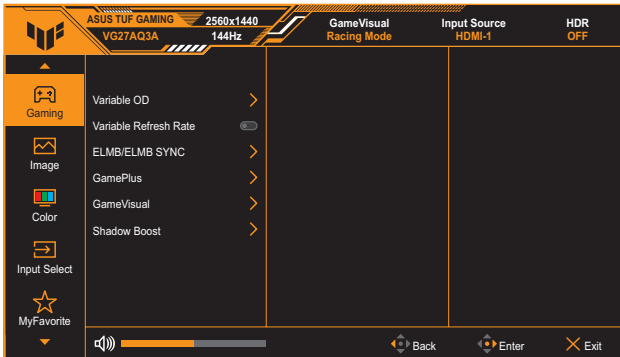 ASUS TUF GAMING 2560x1440
VG27AQ3A 144Hz
GameVisual
Racing Mode
Input Source
HDMI-1
HDR
OFF
Gaming
Image
Color
Input Select
MyFavorite
Variable OD
Variable Refresh Rate
ELMB/ELMB SYNC
GamePlus
GameVisual
Shadow Boost
Back
Enter
Exit